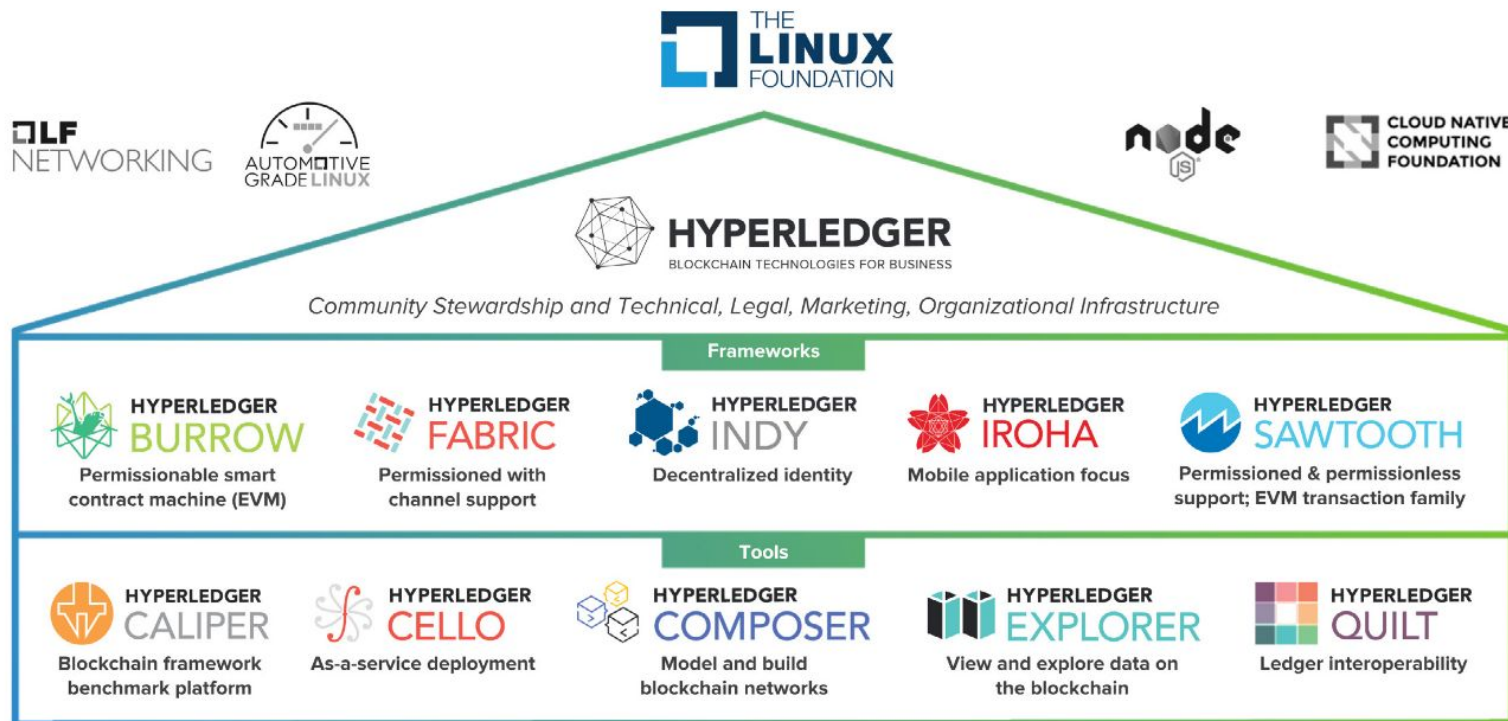 THE
LINUX
FOUNDATION
LF
NETWORKING
AUTOMOTIVE
GRADE LINUX
node
JS
CLOUD NATIVE
COMPUTING
FOUNDATION
HYPERLEDGER
BLOCKCHAIN TECHNOLOGIES FOR BUSINESS
Community Stewardship and Technical, Legal, Marketing, Organizational Infrastructure
Frameworks
HYPERLEDGER
BURROW
Permissionable smart
contract machine (EVM)
HYPERLEDGER
FABRIC
Permissioned with
channel support
HYPERLEDGER
INDY
Decentralized identity
HYPERLEDGER
IROHA
Mobile application focus
HYPERLEDGER
SAWTOOTH
Permissioned & permissionless
support; EVM transaction family
Tools
HYPERLEDGER
CALIPER
Blockchain framework
benchmark platform
HYPERLEDGER
CELLO
As-a-service deployment
HYPERLEDGER
COMPOSER
Model and build
blockchain networks
HYPERLEDGER
EXPLORER
View and explore data on
the blockchain
HYPERLEDGER
QUILT
Ledger interoperability